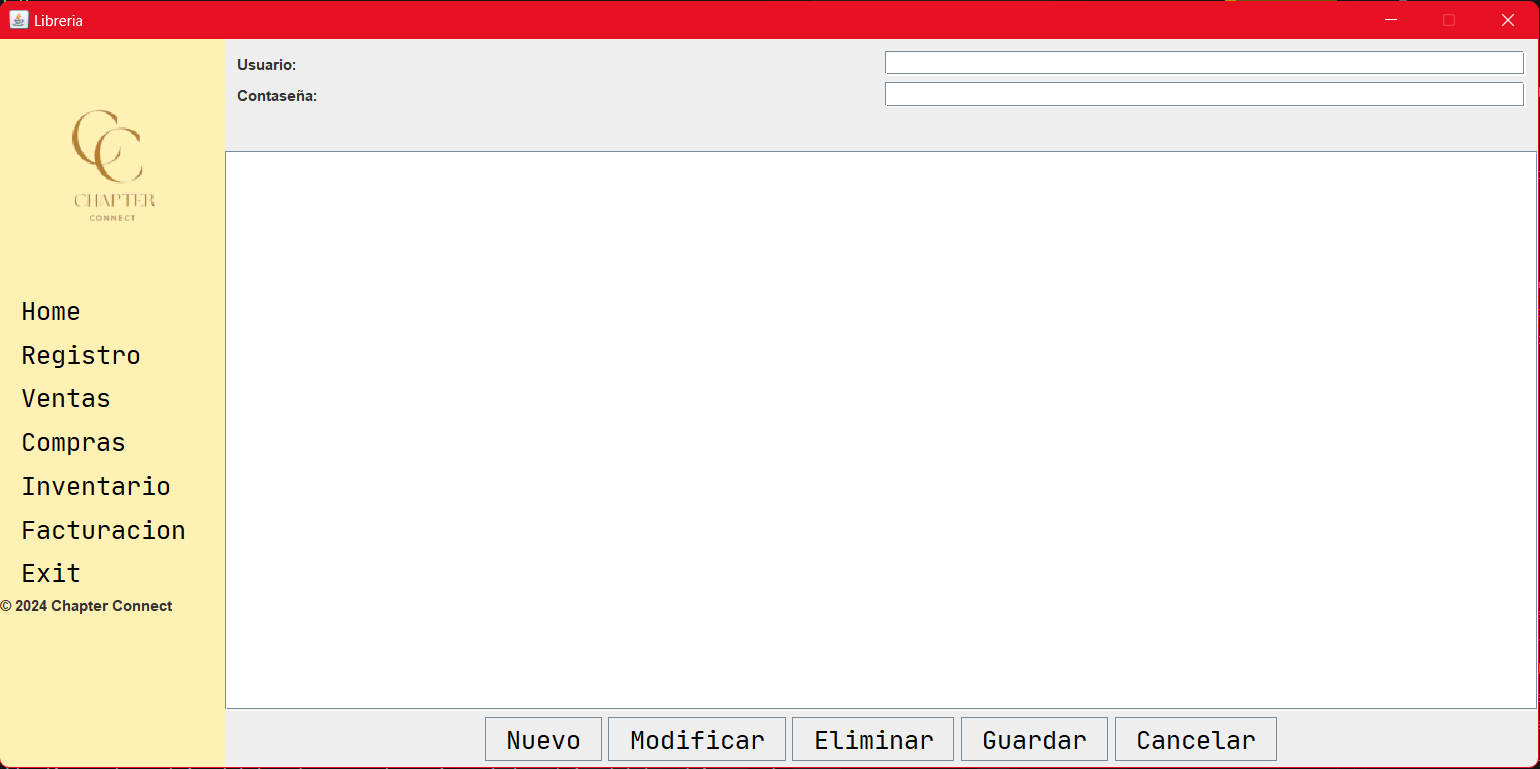 Libreria
CHAPTER
CONNECT
Home
Registro
Ventas
Compras
Inventario
Facturacion
Exit
© 2024 Chapter Connect
Usuario:
Contaseña:
Nuevo Modificar Eliminar Guardar Cancelar